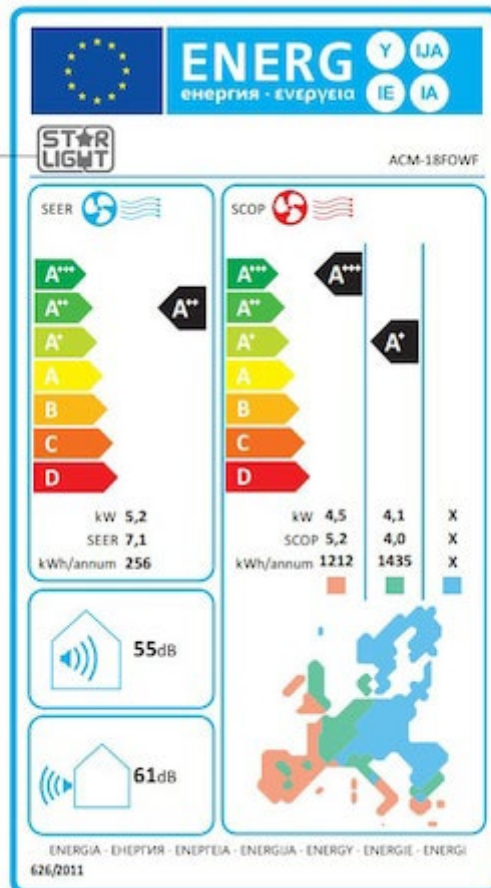 ENERG
енергия · ενεργεια
Y IJA
IE IA
STAR
LIGHT
ACM-18FOWF
SEER
A+++
A++
A+
A
B
C
D
A++
kW 5,2
SEER 7,1
kWh/annum 256
SCOP
A+++
A++
A+
A
B
C
D
A+++
A+
kW 4,5 4,1 X
SCOP 5,2 4,0 X
kWh/annum 1212 1435 X
55dB
61dB
ENERGIA - ЕНЕРГИЯ - ΕΝΕΡΓΕΙΑ - ENERGIJA - ENERGY - ENERGIE - ENERGI
626/2011